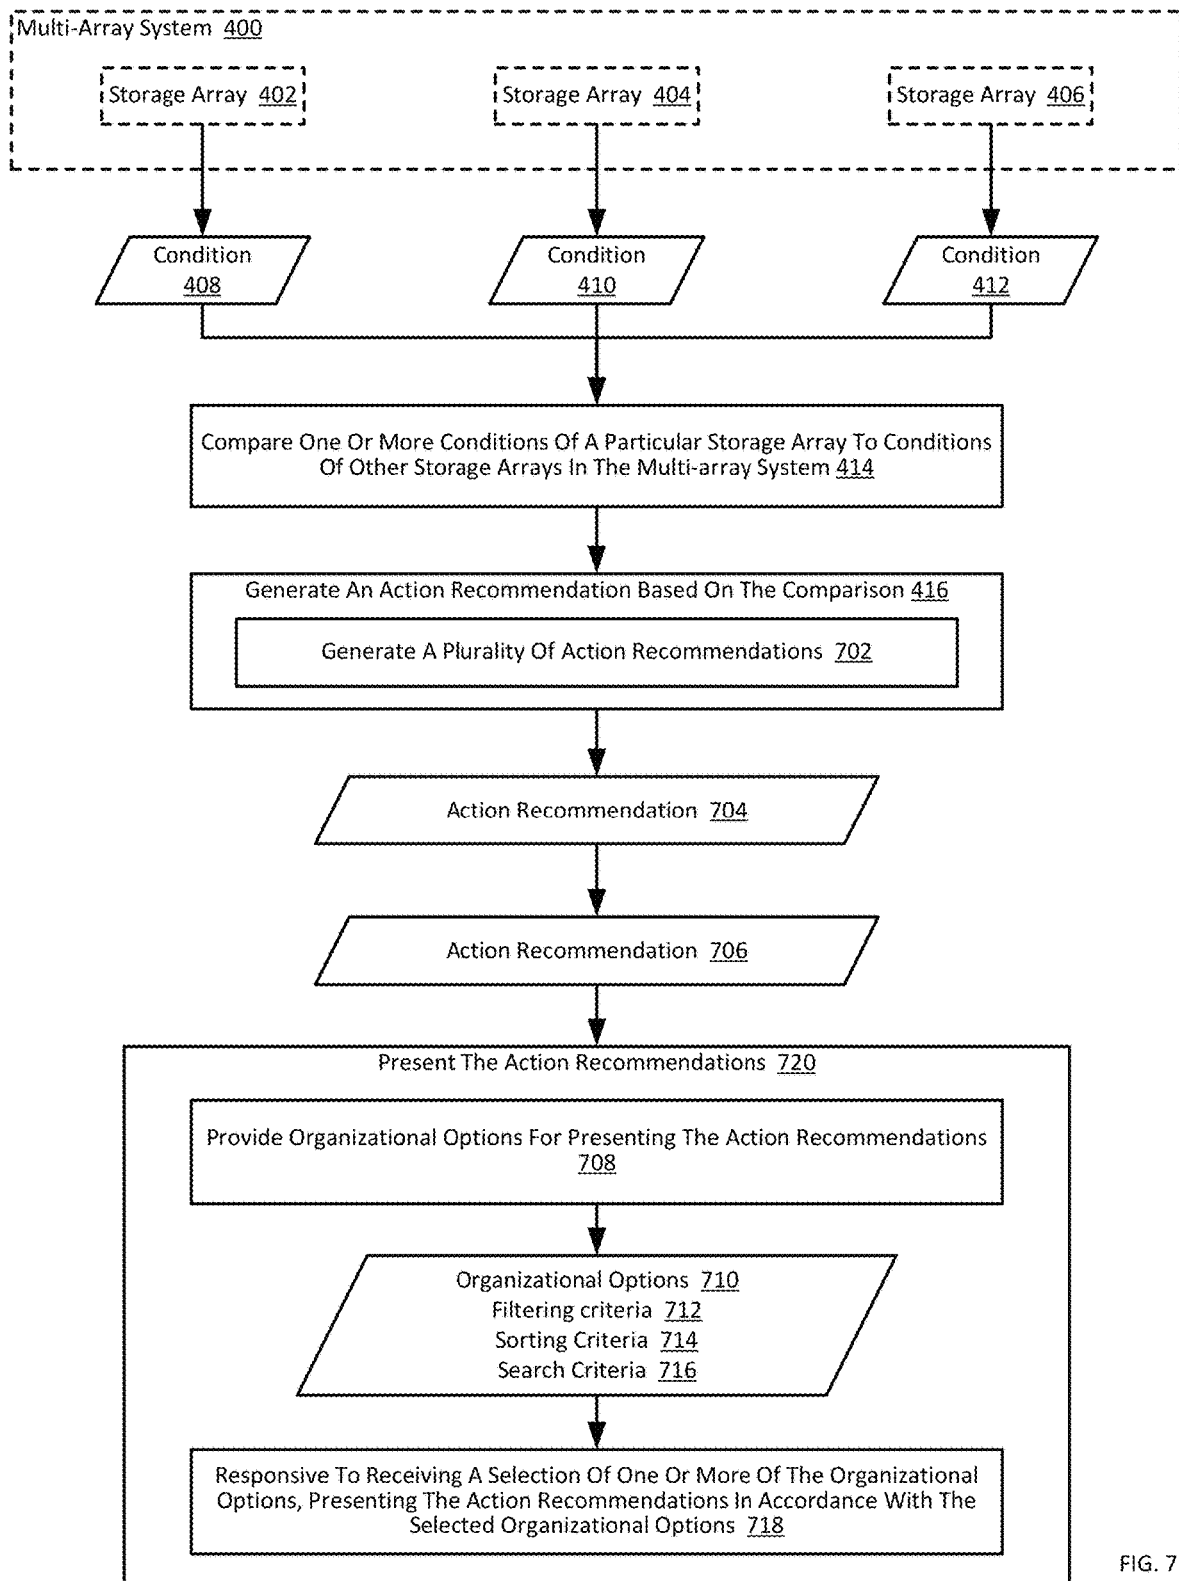 Multi-Array System 400
Storage Array 402
Storage Array 404
Storage Array 406
Condition
408
Condition
410
Condition
412
Compare One Or More Conditions Of A Particular Storage Array To Conditions
Of Other Storage Arrays In The Multi-array System 414
Generate An Action Recommendation Based On The Comparison 416
Generate A Plurality Of Action Recommendations 702
Action Recommendation 704
Action Recommendation 706
Present The Action Recommendations 720
Provide Organizational Options For Presenting The Action Recommendations
708
Organizational Options 710
Filtering criteria 712
Sorting Criteria 714
Search Criteria 716
Responsive To Receiving A Selection Of One Or More Of The Organizational
Options, Presenting The Action Recommendations In Accordance With The
Selected Organizational Options 718
FIG. 7